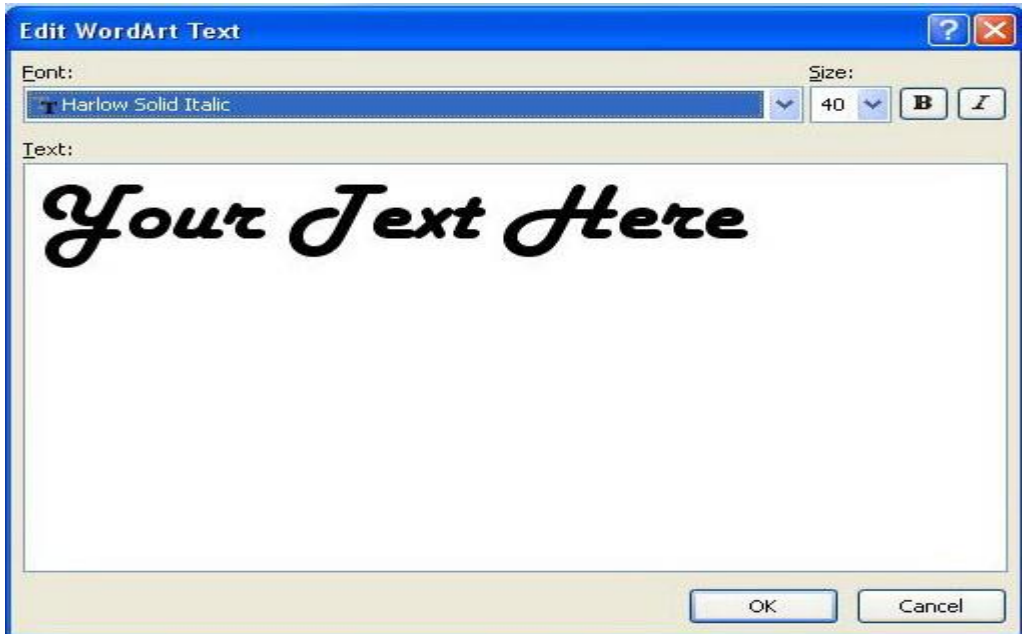 Edit WordArt Text
Font:
Size:
Harlow Solid Italic
40
B
I
Text:
Your Text Here
OK
Cancel